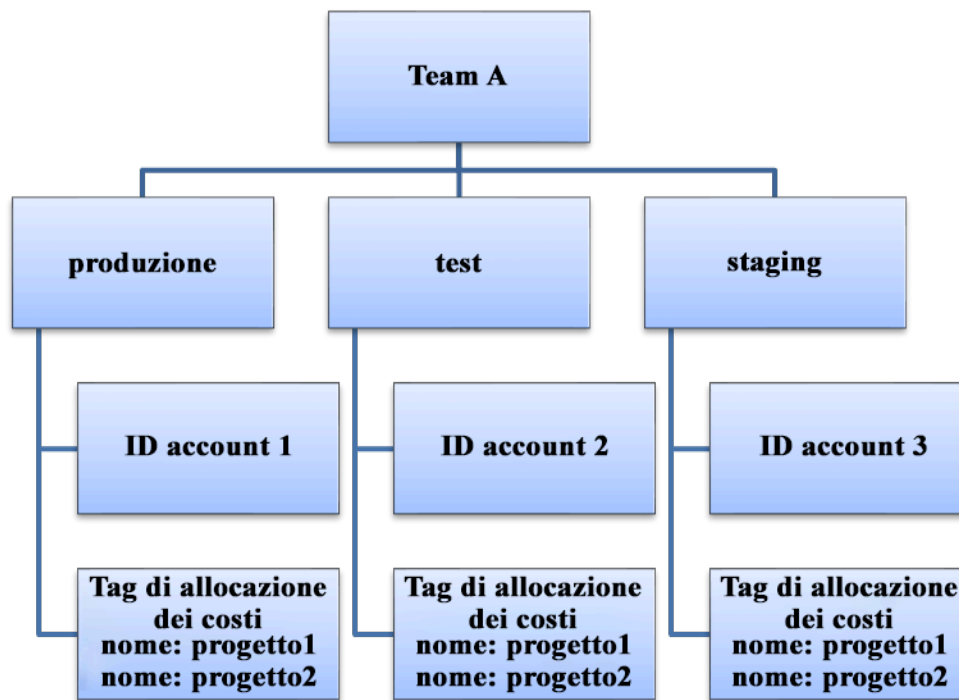 Team A
produzione
test
staging
ID account 1
ID account 2
ID account 3
Tag di allocazione
dei costi
nome: progetto1
nome: progetto2
Tag di allocazione
dei costi
nome: progetto1
nome: progetto2
Tag di allocazione
dei costi
nome: progetto1
nome: progetto2